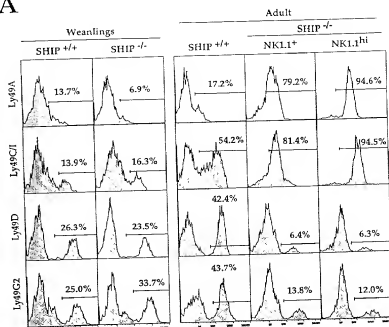 A
Adult
Weanlings
SHIP -/-
SHIP +/+
SHIP -/-
SHIP +/+
NK1.1+
NK1.1hi
Ly49A
13.7%
6.9%
17.2%
79.2%
94.6%
Ly49C/I
13.9%
16.3%
54.2%
81.4%
94.5%
Ly49D
26.3%
23.5%
42.4%
6.4%
6.3%
Ly49G2
25.0%
33.7%
43.7%
13.8%
12.0%